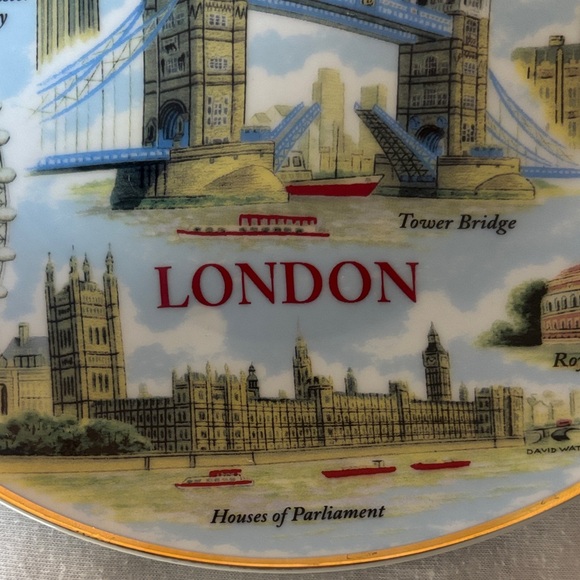 Tower Bridge
LONDON
Houses of Parliament